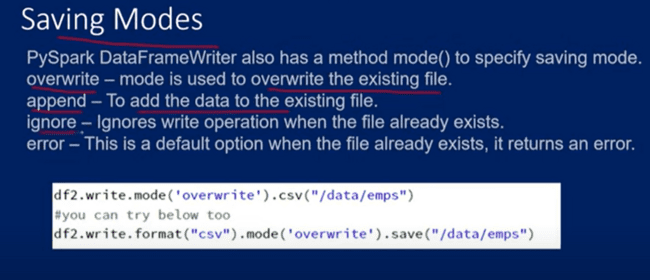 Saving Modes
PySpark DataFrameWriter also has a method mode() to specify saving mode.
overwrite – mode is used to overwrite the existing file.
append – To add the data to the existing file.
ignore – Ignores write operation when the file already exists.
error – This is a default option when the file already exists, it returns an error.
df2.write.mode('overwrite').csv("/data/emps")
#you can try below too
df2.write.format("csv").mode('overwrite').save("/data/emps")